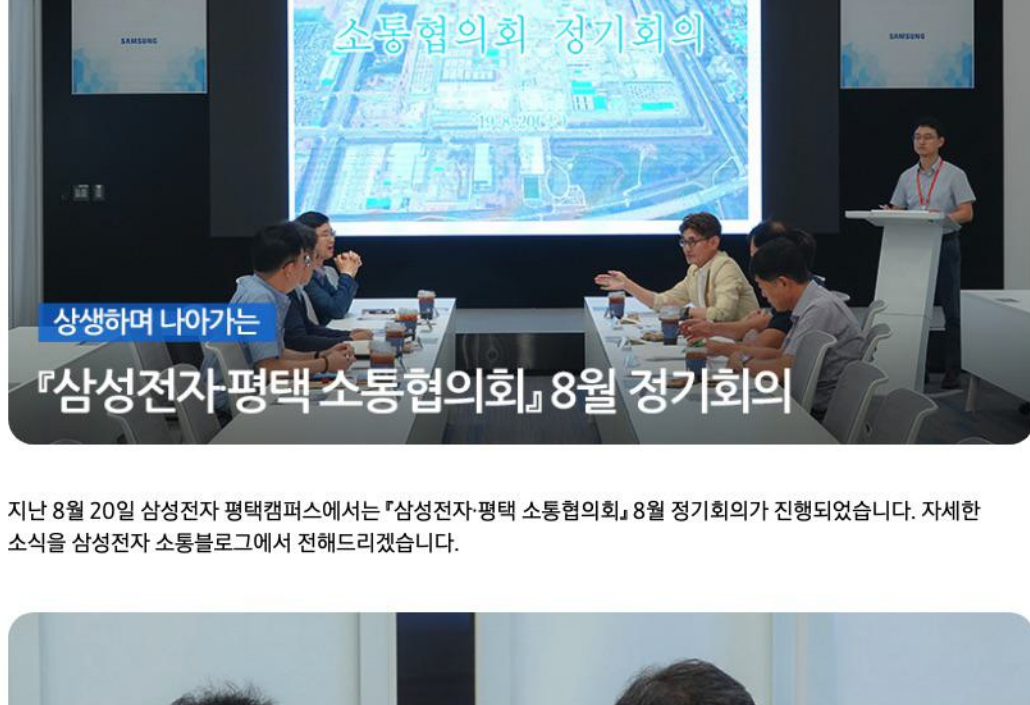 SAMSUNG
소통협의회 정기회의
SAMSUNG
상생하며 나아가는
『삼성전자·평택 소통협의회』 8월 정기회의
지난 8월 20일 삼성전자 평택캠퍼스에서는 『삼성전자·평택 소통협의회』 8월 정기회의가 진행되었습니다. 자세한
소식을 삼성전자 소통블로그에서 전해드리겠습니다.